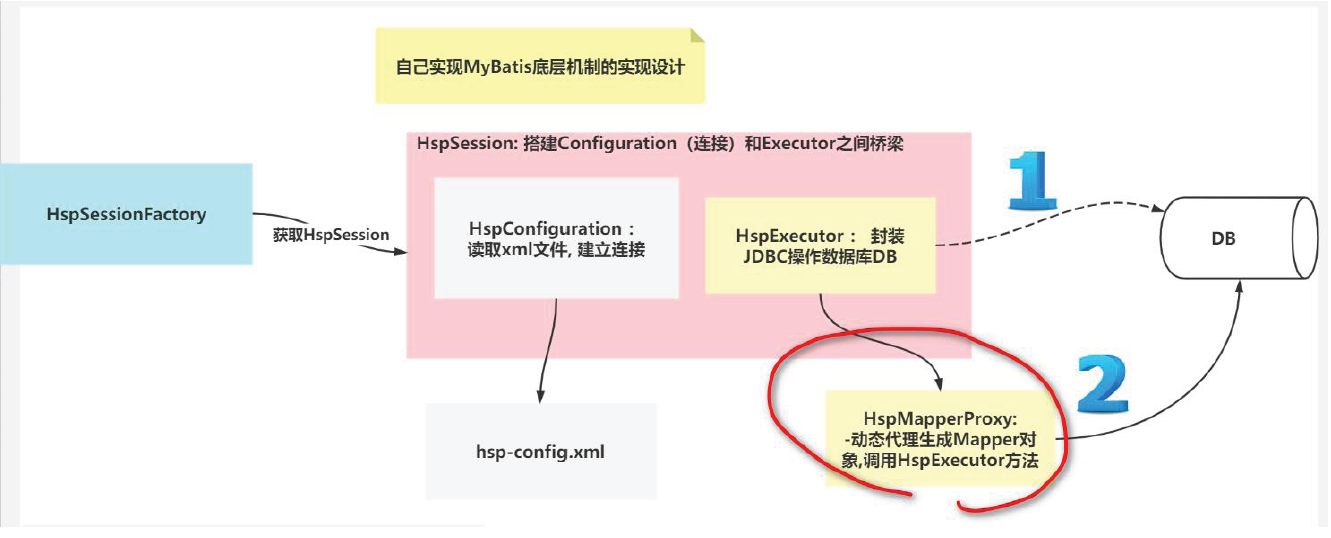 自己实现MyBatis底层机制的实现设计
HspSession: 搭建Configuration（连接）和Executor之间桥梁
1
HspSessionFactory
获取HspSession
HspConfiguration：
读取xml文件, 建立连接
HspExecutor： 封装
JDBC操作数据库DB
DB
2
hsp-config.xml
HspMapperProxy:
-动态代理生成Mapper对
象,调用HspExecutor方法